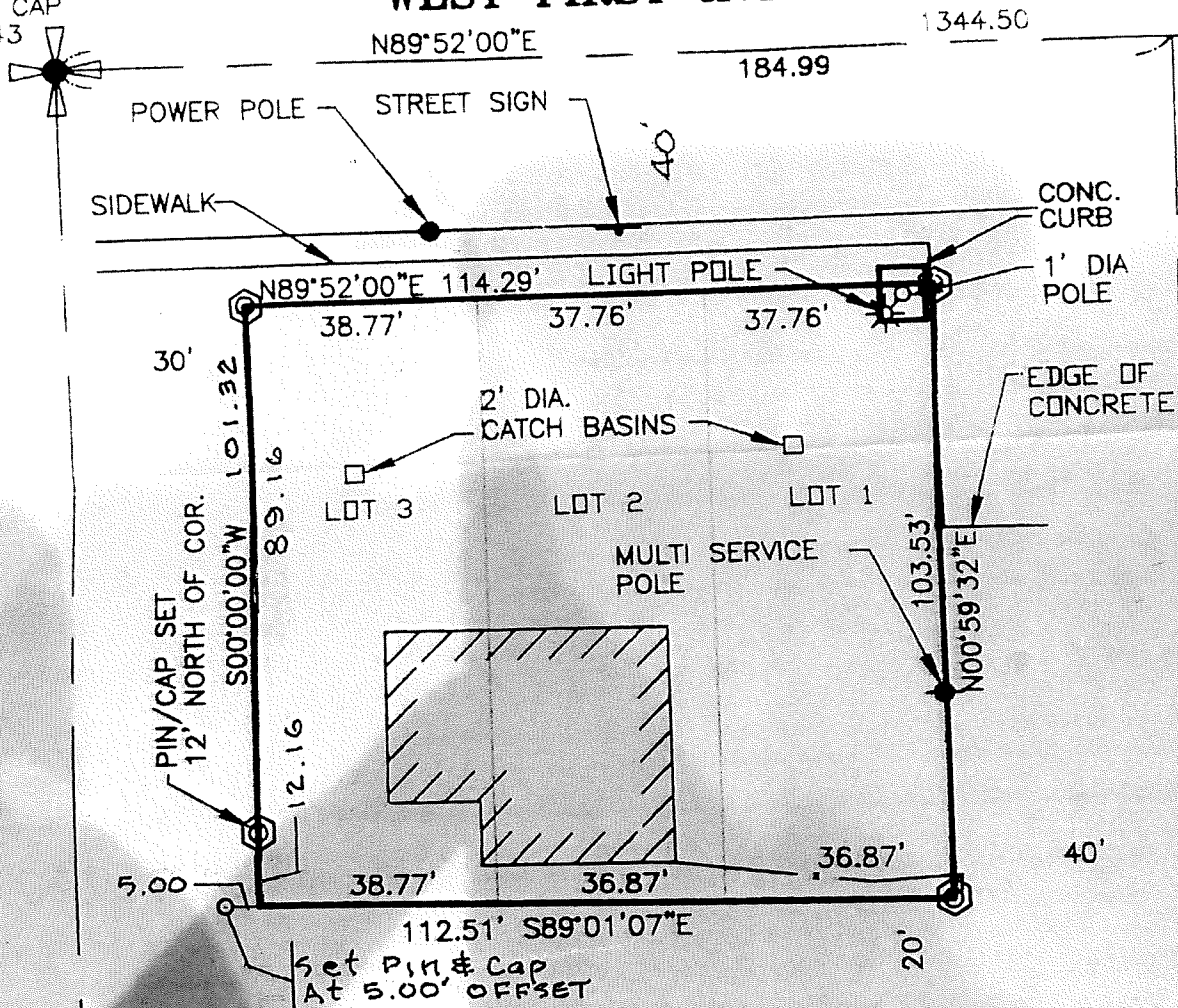 CAP
WEST FIRST
43
N89°52'00"E
1344.50
184.99
POWER POLE
STREET SIGN
40'
SIDEWALK
CONC.
CURB
N89°52'00"E 114.29'
LIGHT POLE
1' DIA
POLE
38.77'
37.76'
37.76'
30'
101.32
S00°00'00"W
89.16
2' DIA.
CATCH BASINS
EDGE OF
CONCRETE
LOT 3
LOT 2
LOT 1
MULTI SERVICE
POLE
103.53'
N00°59'32"E
PIN/CAP SET
12' NORTH OF COR.
12.16
5.00
38.77'
36.87'
36.87'
40'
112.51' S89°01'07"E
20'
Set Pin & Cap
At 5.00' OFFSET